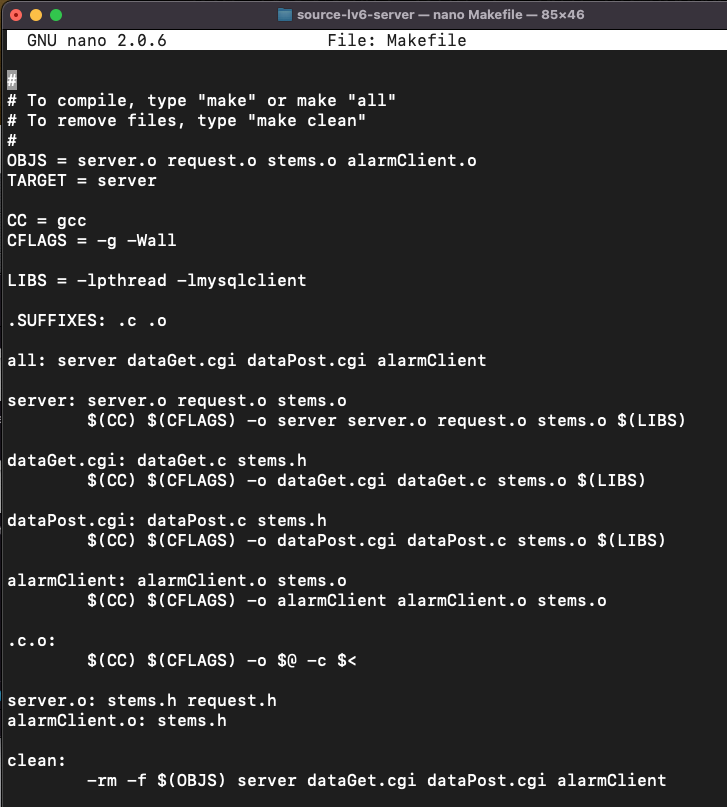 source-lv6-server — nano Makefile — 85×46
GNU nano 2.0.6 File: Makefile
#
# To compile, type "make" or make "all"
# To remove files, type "make clean"
#
OBJS = server.o request.o stems.o alarmClient.o
TARGET = server
CC = gcc
CFLAGS = -g -Wall
LIBS = -lpthread -lmysqlclient
.SUFFIXES: .c .o
all: server dataGet.cgi dataPost.cgi alarmClient
server: server.o request.o stems.o
$(CC) $(CFLAGS) -o server server.o request.o stems.o $(LIBS)
dataGet.cgi: dataGet.c stems.h
$(CC) $(CFLAGS) -o dataGet.cgi dataGet.c stems.o $(LIBS)
dataPost.cgi: dataPost.c stems.h
$(CC) $(CFLAGS) -o dataPost.cgi dataPost.c stems.o $(LIBS)
alarmClient: alarmClient.o stems.o
$(CC) $(CFLAGS) -o alarmClient alarmClient.o stems.o
.c.o:
$(CC) $(CFLAGS) -o $@ -c $<
server.o: stems.h request.h
alarmClient.o: stems.h
clean:
-rm -f $(OBJS) server dataGet.cgi dataPost.cgi alarmClient